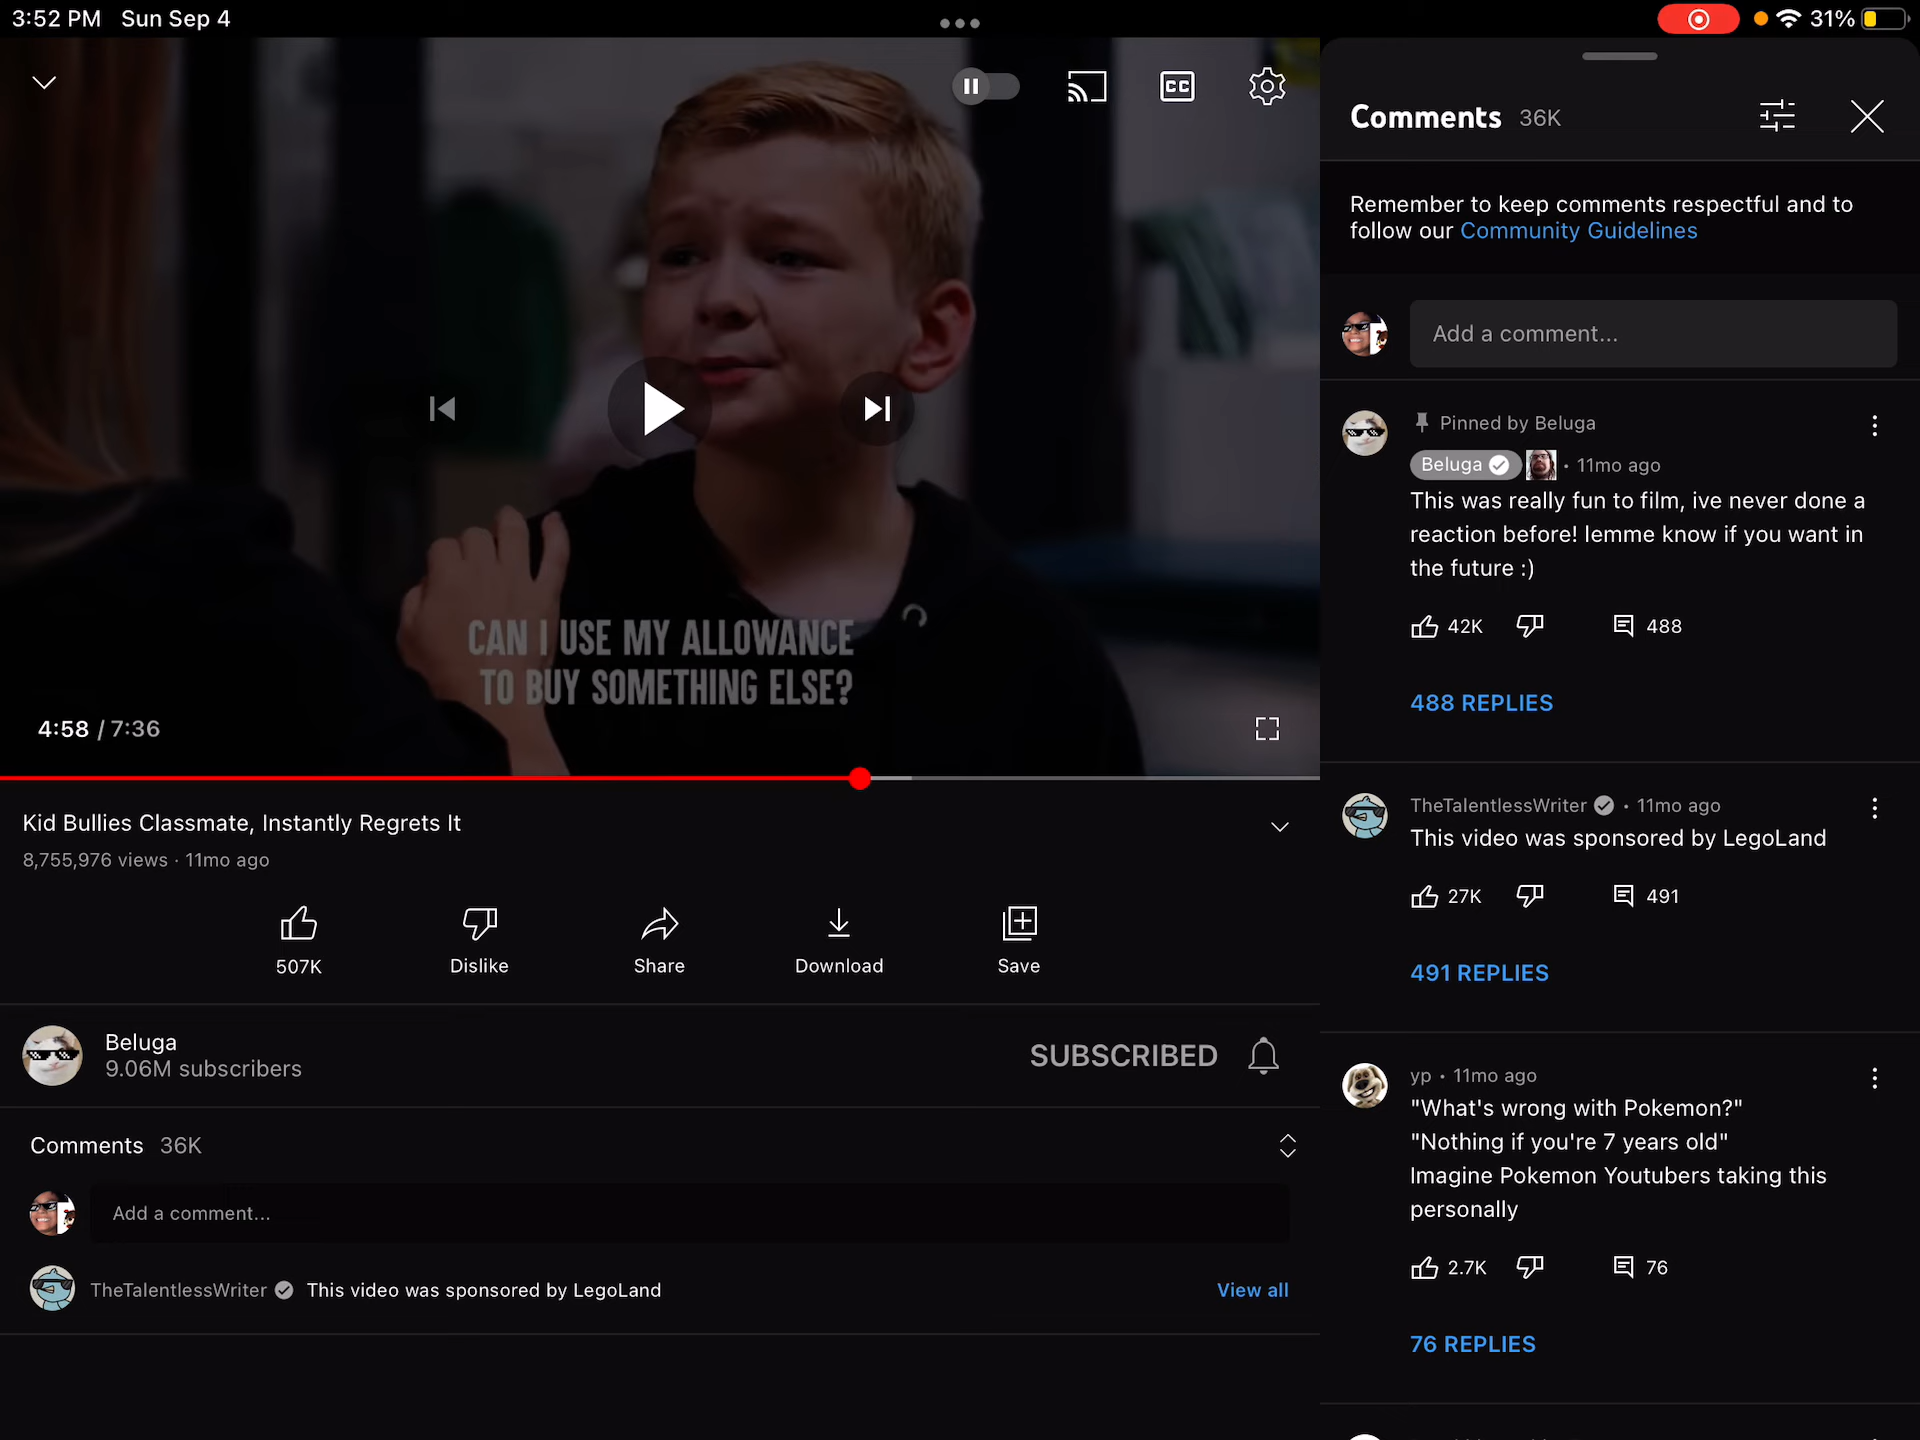 3:52 PM Sun Sep 4
31%
CC
CAN I USE MY ALLOWANCE
TO BUY SOMETHING ELSE?
4:58 / 7:36
Kid Bullies Classmate, Instantly Regrets It
8,755,976 views · 11mo ago
507K
Dislike
Share
Download
Save
Beluga
9.06M subscribers
SUBSCRIBED
Comments 36K
Add a comment...
TheTalentlessWriter This video was sponsored by LegoLand
View all
Comments 36K
Remember to keep comments respectful and to
follow our Community Guidelines
Add a comment...
Pinned by Beluga
Beluga · 11mo ago
This was really fun to film, ive never done a
reaction before! lemme know if you want in
the future :)
42K 488
488 REPLIES
TheTalentlessWriter · 11mo ago
This video was sponsored by LegoLand
27K 491
491 REPLIES
yp · 11mo ago
"What's wrong with Pokemon?"
"Nothing if you're 7 years old"
Imagine Pokemon Youtubers taking this
personally
2.7K 76
76 REPLIES